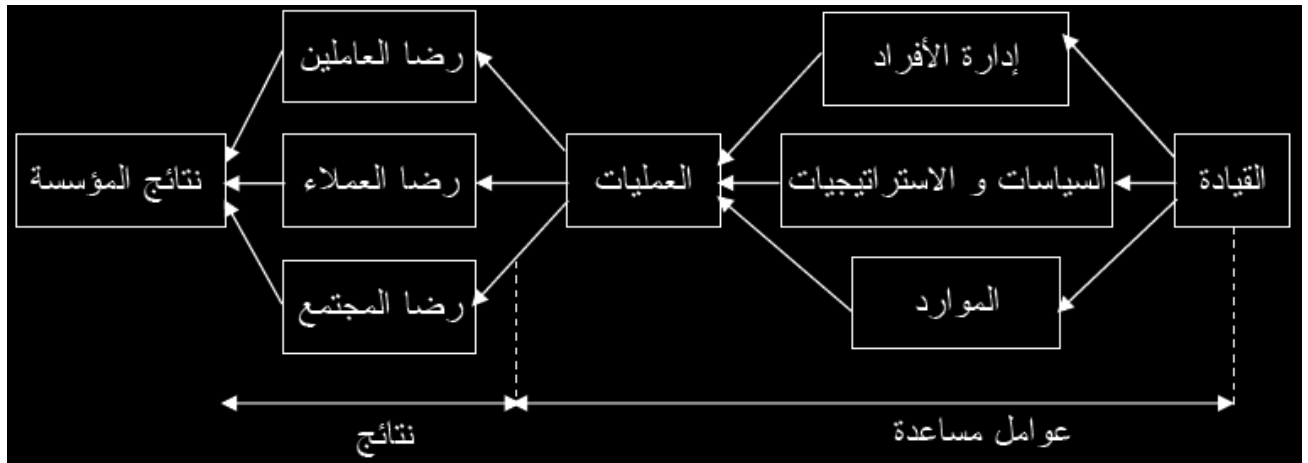 إدارة الأفراد
رضا العاملين
القيادة
السياسات و الاستراتيجيات
العمليات
رضا العملاء
نتائج المؤسسة
الموارد
رضا المجتمع
عوامل مساعدة
نتائج